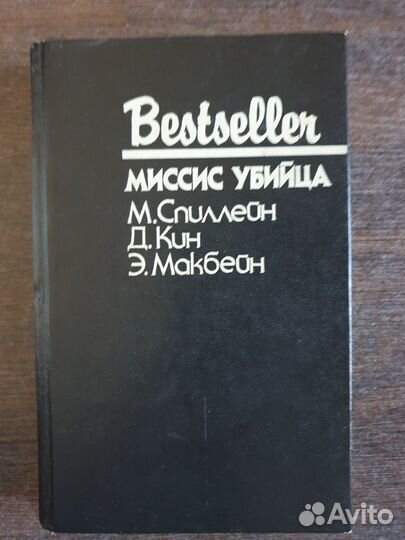 Bestseller
МИССИС УБИЙЦА
М. Спиллейн
Д. Кин
Э. Макбейн
Avito